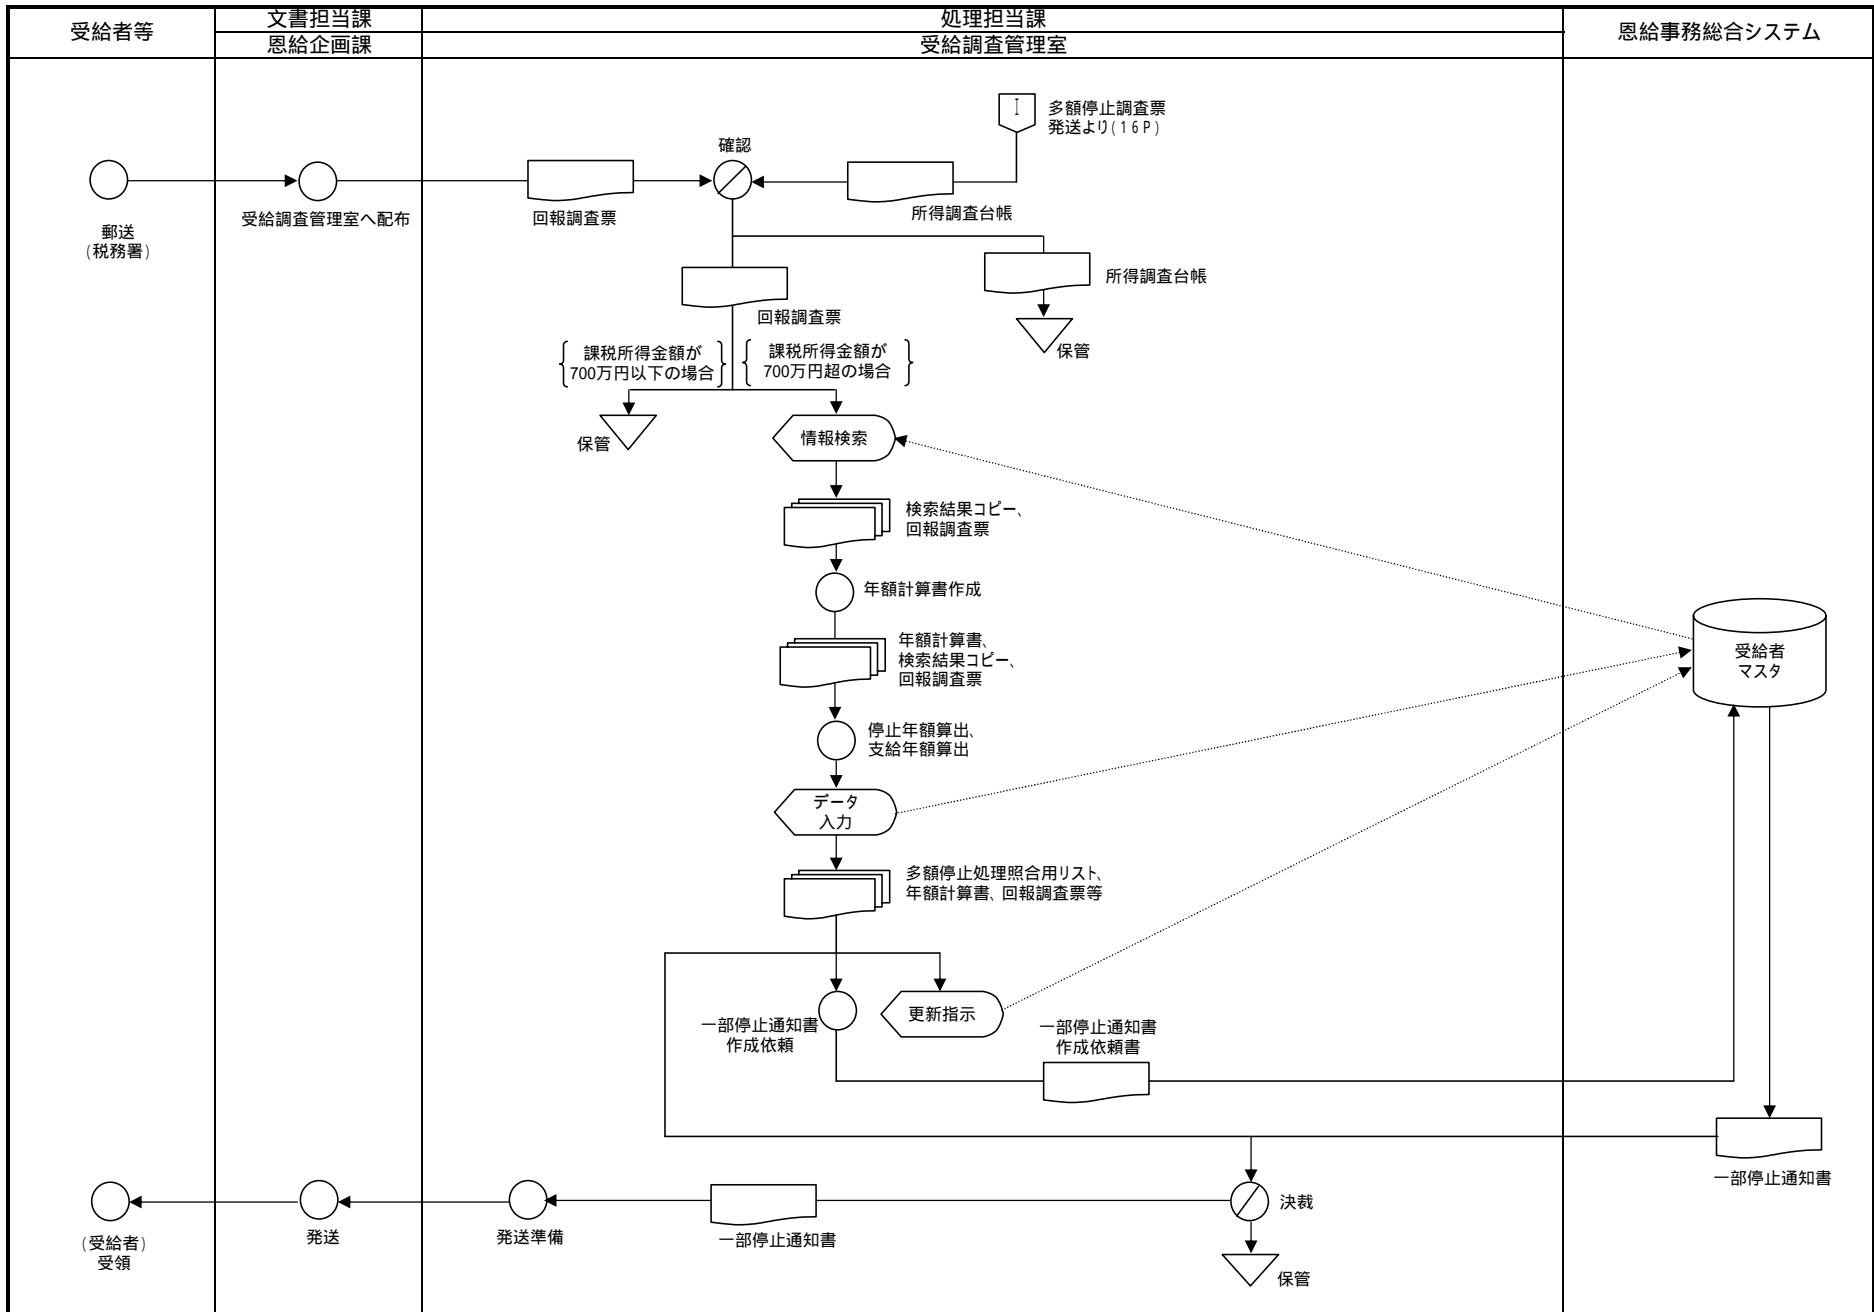 受給者等
文書担当課
恩給企画課
処理担当課
受給調査管理室
恩給事務総合システム
I
多額停止調査票
発送より(16P)
確認
郵送
(税務署)
受給調査管理室へ配布
回報調査票
所得調査台帳
所得調査台帳
回報調査票
保管
課税所得金額が
700万円以下の場合
課税所得金額が
700万円超の場合
保管
情報検索
検索結果コピー、
回報調査票
年額計算書作成
年額計算書、
検索結果コピー、
回報調査票
受給者
マスタ
停止年額算出、
支給年額算出
データ
入力
多額停止処理照合用リスト、
年額計算書、回報調査票等
一部停止通知書
作成依頼
更新指示
一部停止通知書
作成依頼書
一部停止通知書
(受給者)
受領
発送
発送準備
一部停止通知書
決裁
保管